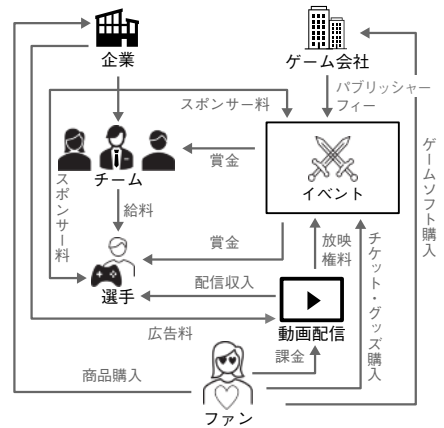 企業
ゲーム会社
パブリッシャー
フィー
スポンサー料
チーム
賞金
イベント
ゲームソフト購入
スポンサー料
給料
賞金
放映
権料
チケット・グッズ購入
選手
配信収入
広告料
動画配信
商品購入
課金
ファン